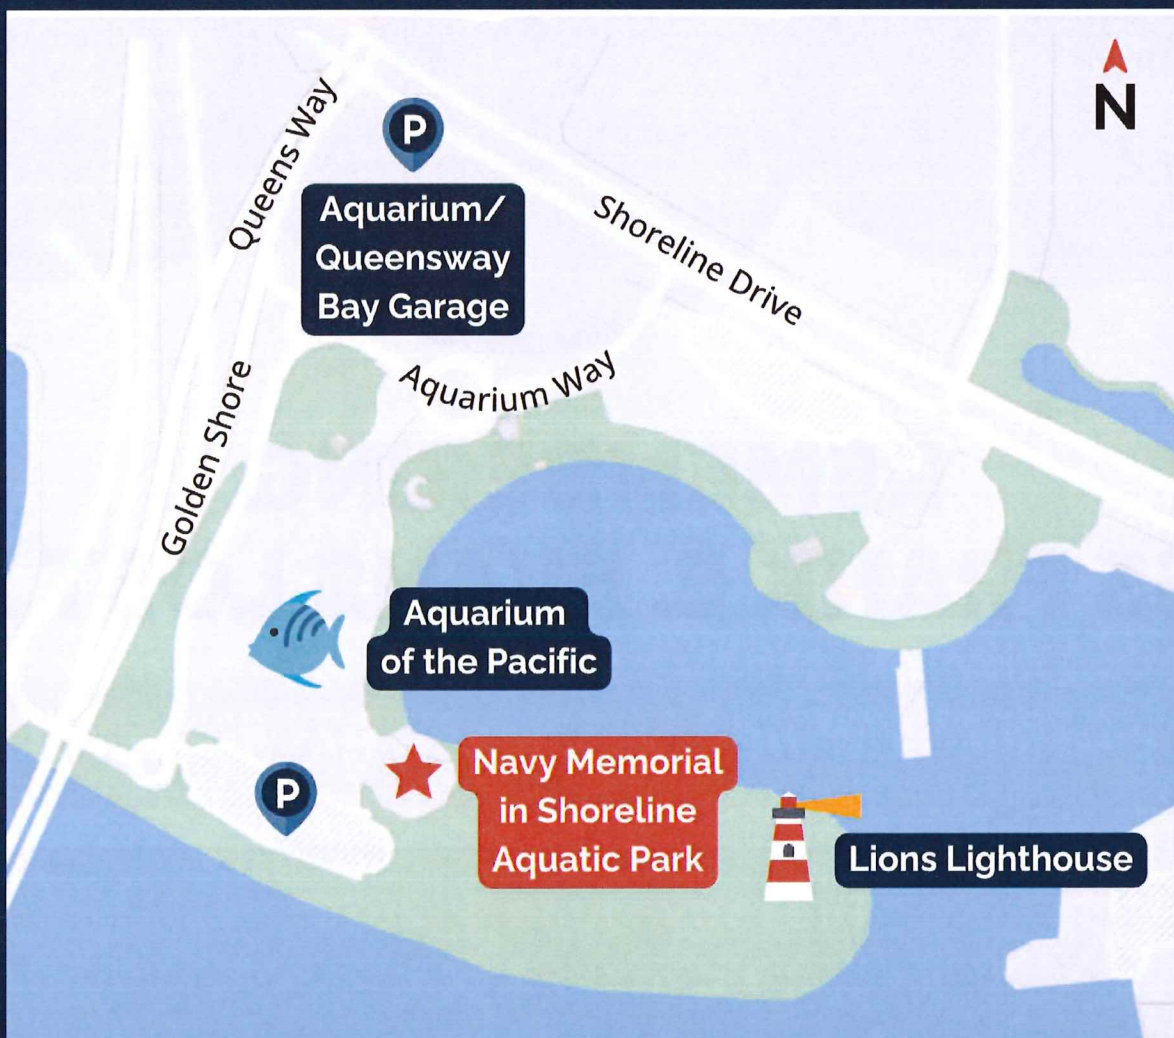 N
Queens Way
P
Aquarium/
Queensway
Bay Garage
Shoreline Drive
Aquarium Way
Golden Shore
Aquarium
of the Pacific
Navy Memorial
in Shoreline
Aquatic Park
P
Lions Lighthouse